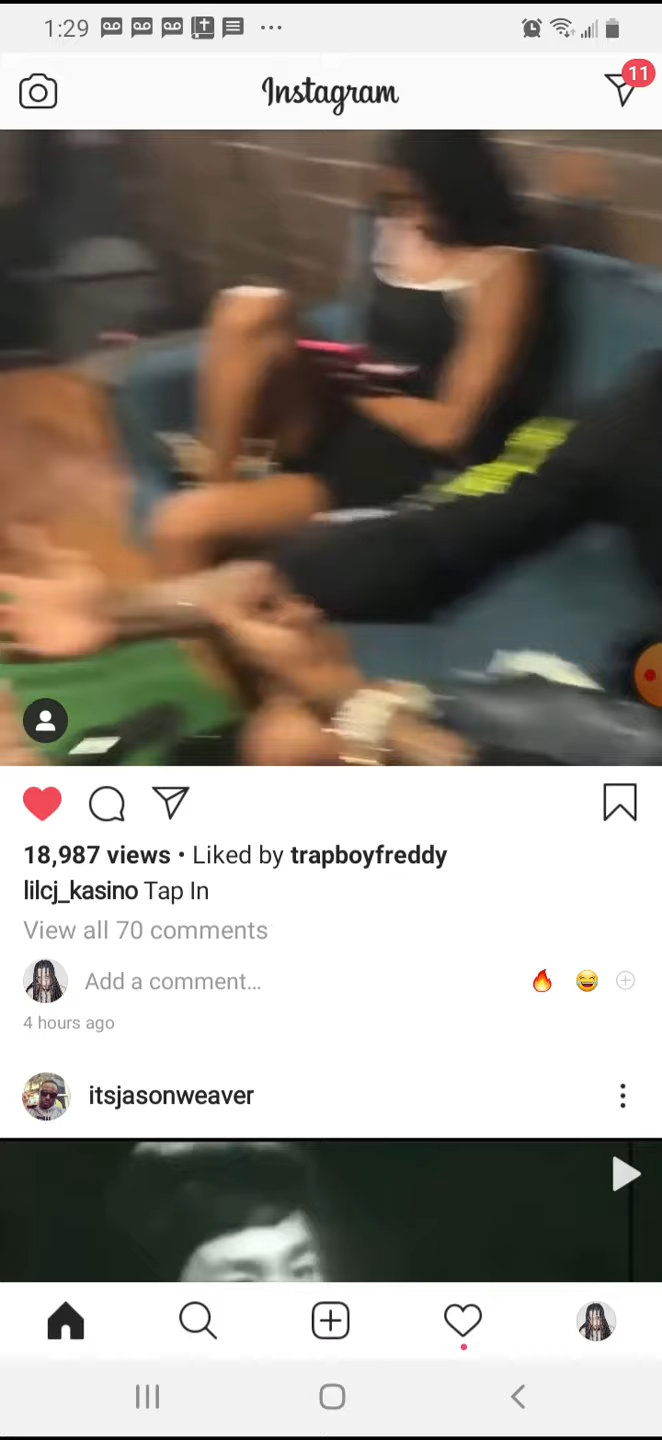 1:29
Instagram
11
18,987 views • Liked by trapboyfreddy
lilcj_kasino Tap In
View all 70 comments
Add a comment...
4 hours ago
itsjasonweaver